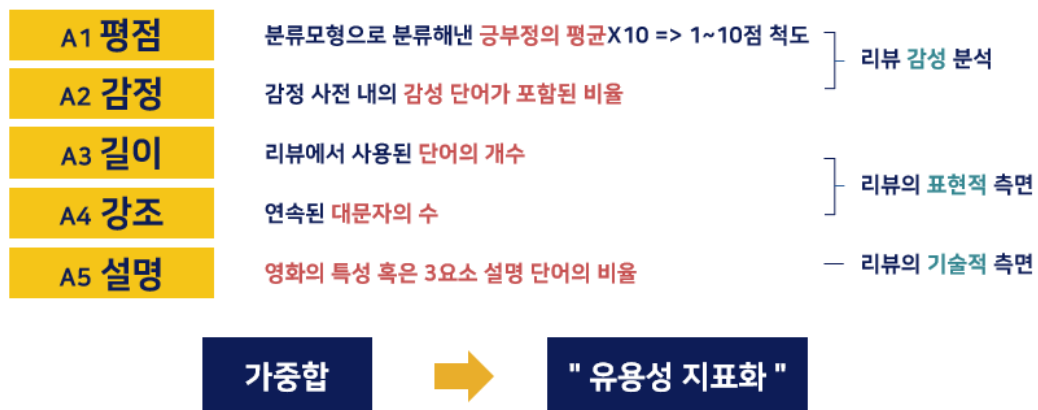 A1 평점
분류모형으로 분류해낸 긍부정의 평균X10 => 1~10점 척도
리뷰 감성 분석
A2 감정
감정 사전 내의 감성 단어가 포함된 비율
A3 길이
리뷰에서 사용된 단어의 개수
리뷰의 표현적 측면
A4 강조
연속된 대문자의 수
A5 설명
영화의 특성 혹은 3요소 설명 단어의 비율
리뷰의 기술적 측면
가중합
" 유용성 지표화 "